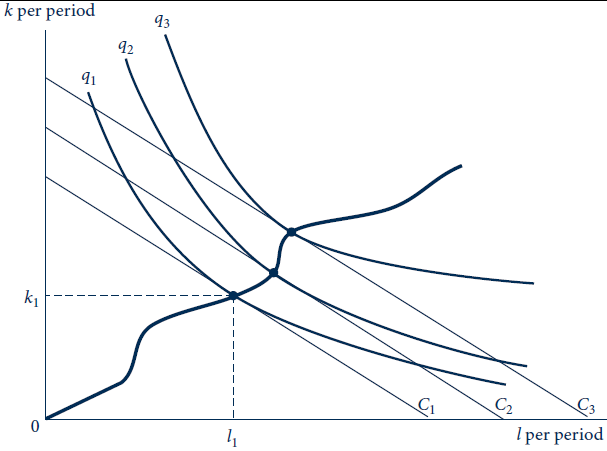 k per period
q3
q2
q1
k1
C1
C2
C3
0
l1
l per period